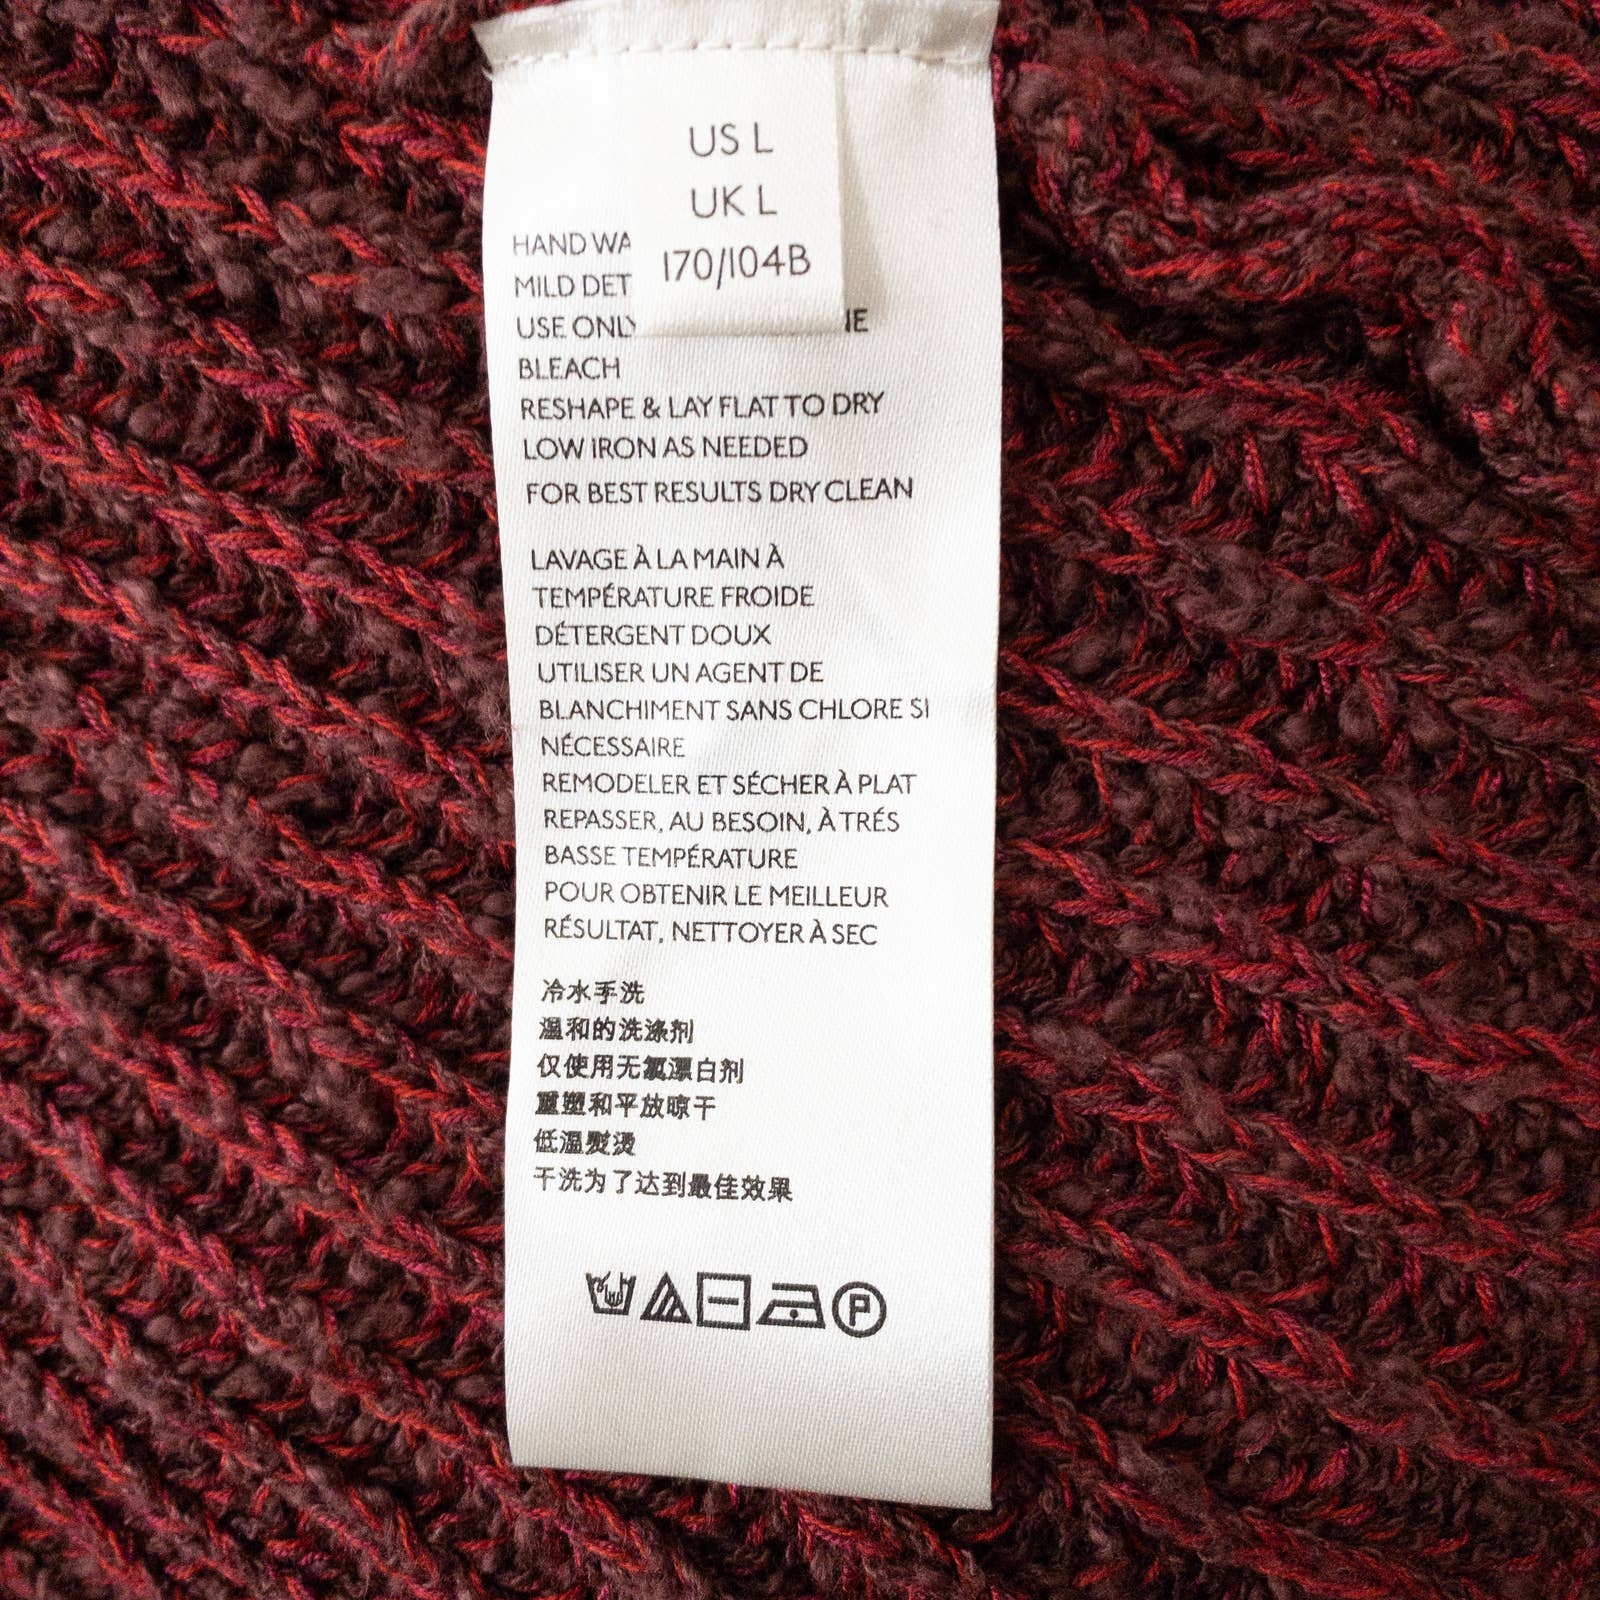 US L
UK L
170/104B
HAND WA
MILD DET
USE ONLY NE
BLEACH
RESHAPE & LAY FLAT TO DRY
LOW IRON AS NEEDED
FOR BEST RESULTS DRY CLEAN
LAVAGE À LA MAIN À
TEMPÉRATURE FROIDE
DÉTERGENT DOUX
UTILISER UN AGENT DE
BLANCHIMENT SANS CHLORE SI
NÉCESSAIRE
REMODELER ET SÉCHER À PLAT
REPASSER, AU BESOIN, À TRÉS
BASSE TEMPÉRATURE
POUR OBTENIR LE MEILLEUR
RÉSULTAT, NETTOYER À SEC
冷水手洗
温和的洗涤剂
仅使用无氯漂白剂
重塑和平放晾干
低温熨烫
干洗为了达到最佳效果
P